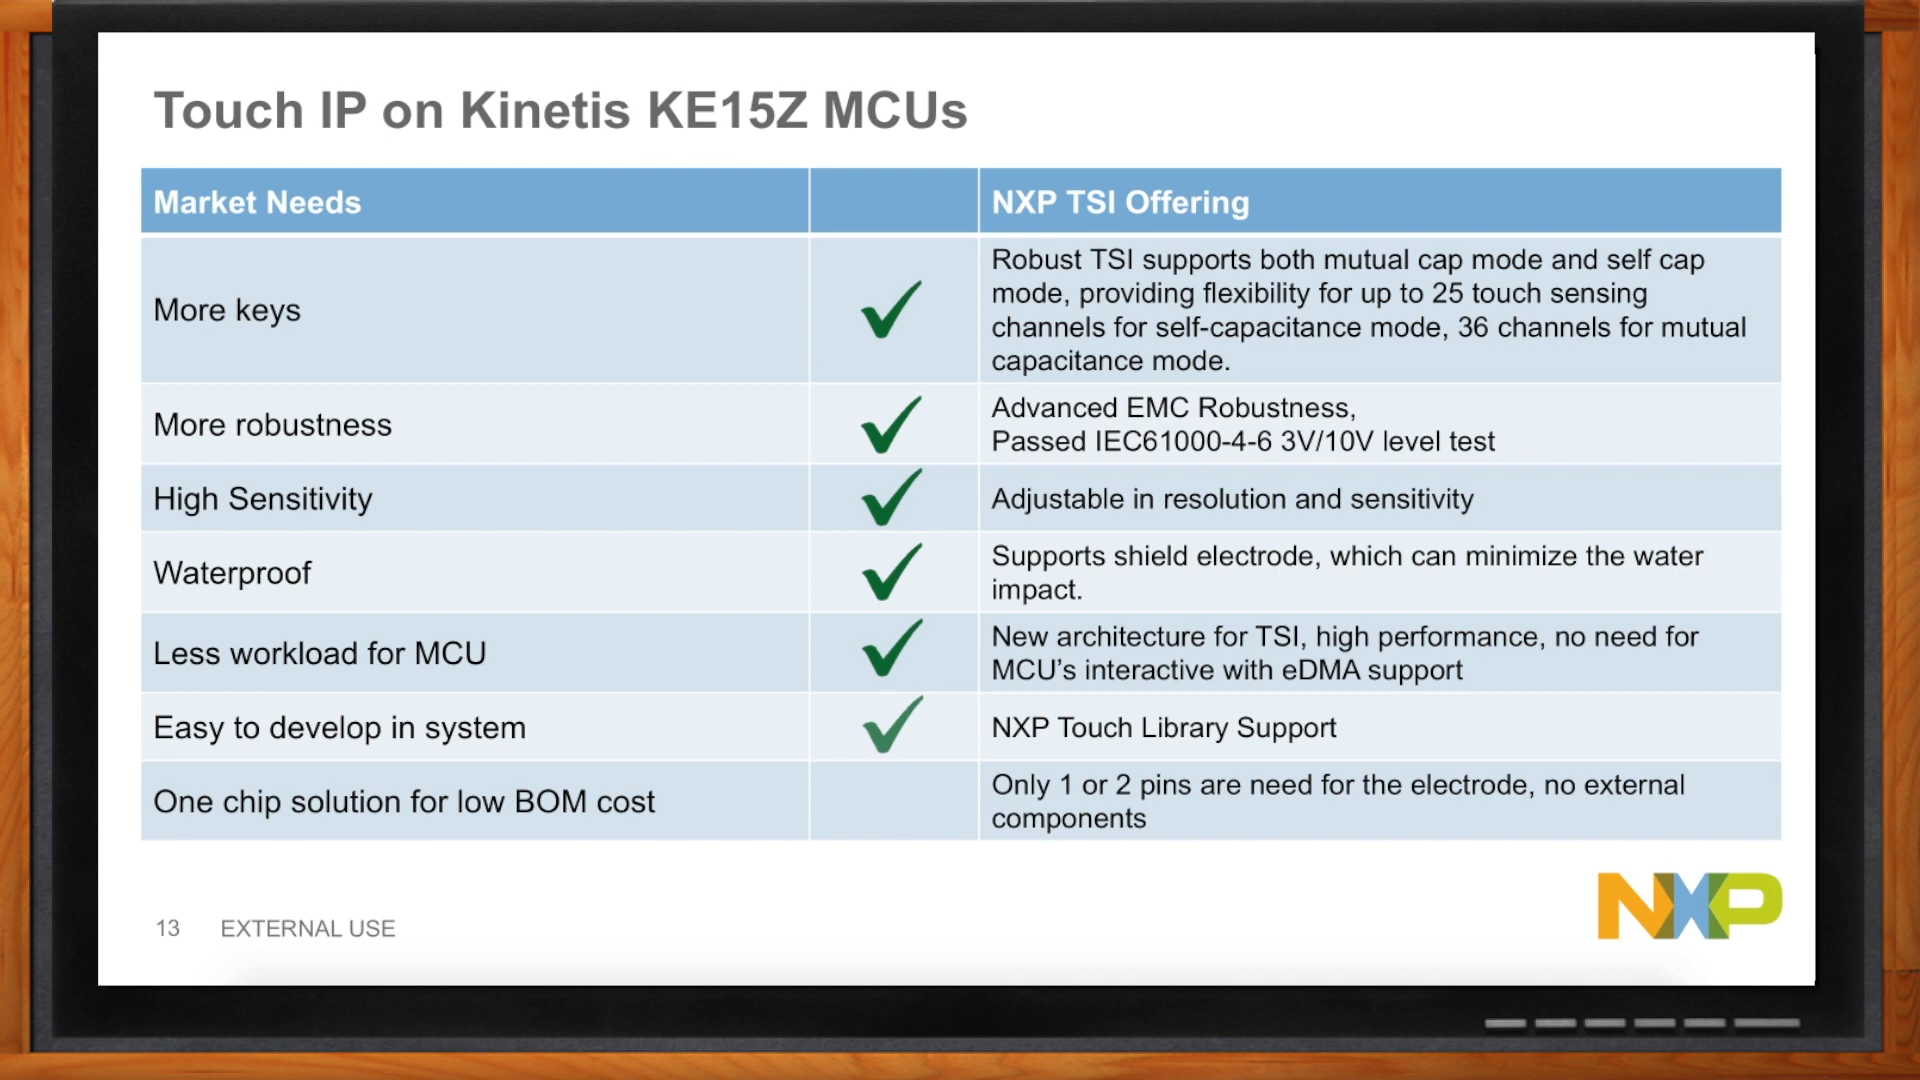 Touch IP on Kinetis KE15Z MCUs
Market Needs
NXP TSI Offering
More keys
Robust TSI supports both mutual cap mode and self cap
mode, providing flexibility for up to 25 touch sensing
channels for self-capacitance mode, 36 channels for mutual
capacitance mode.
More robustness
Advanced EMC Robustness,
Passed IEC61000-4-6 3V/10V level test
High Sensitivity
Adjustable in resolution and sensitivity
Waterproof
Supports shield electrode, which can minimize the water
impact.
Less workload for MCU
New architecture for TSI, high performance, no need for
MCU’s interactive with eDMA support
Easy to develop in system
NXP Touch Library Support
One chip solution for low BOM cost
Only 1 or 2 pins are need for the electrode, no external
components
13 EXTERNAL USE
NXP